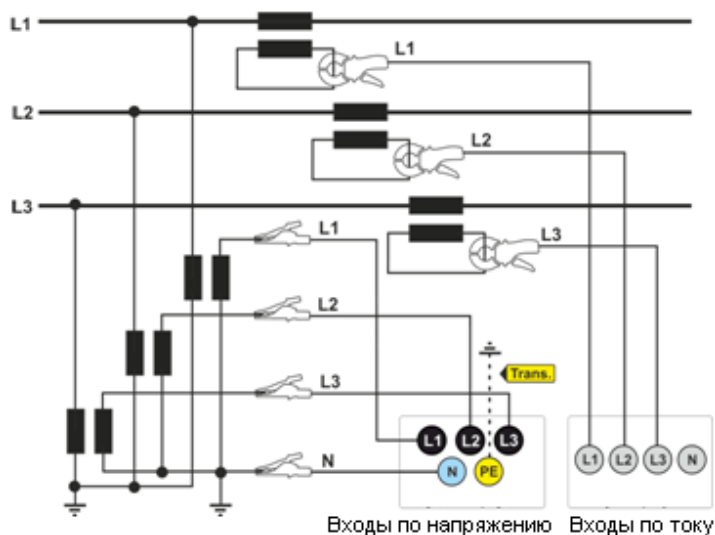 L1
L1
L2
L2
L3
L3
L1
L2
Trans.
L3
L1 L2 L3
L1 L2 L3 N
N
N PE
Входы по напряжению Входы по току